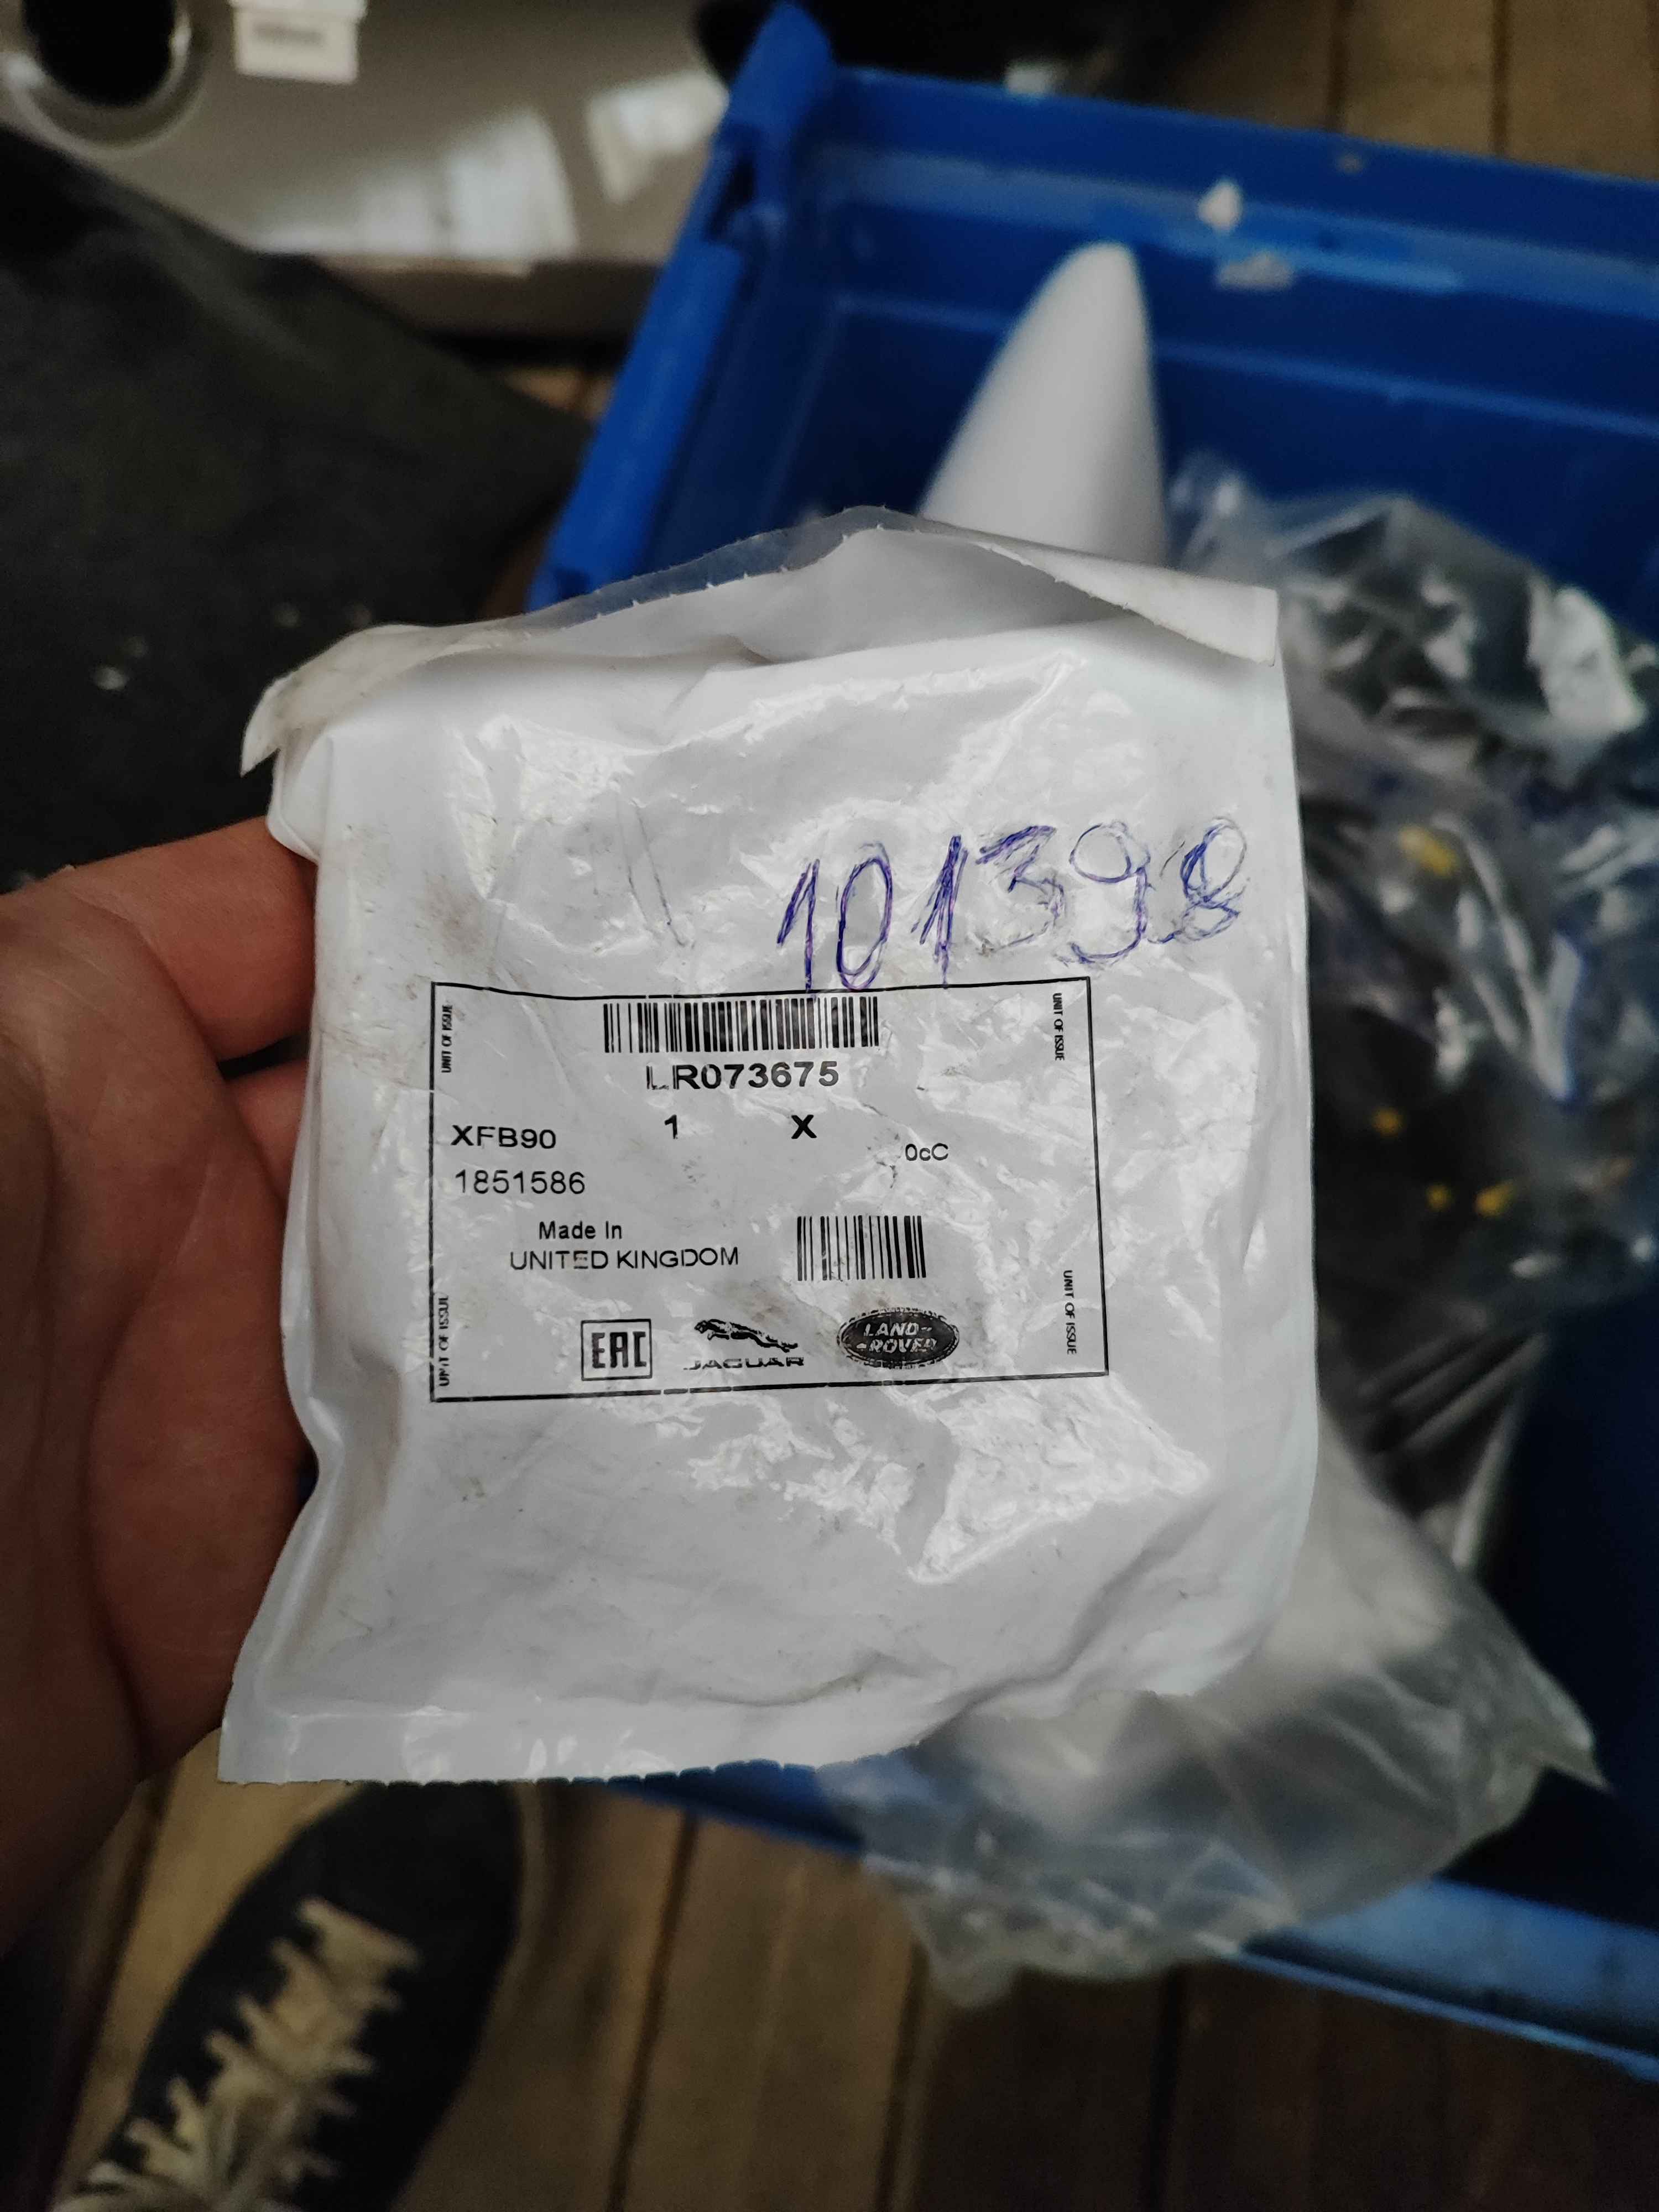 101398
UNIT OF ISSUE
UNIT OF ISSUE
LR073675
1 X
XFB90
0cC
1851586
Made In
UNITED KINGDOM
UNIT OF ISSUE
UNIT OF ISSUE
EAC
JAGUAR
LAND-
-ROVER